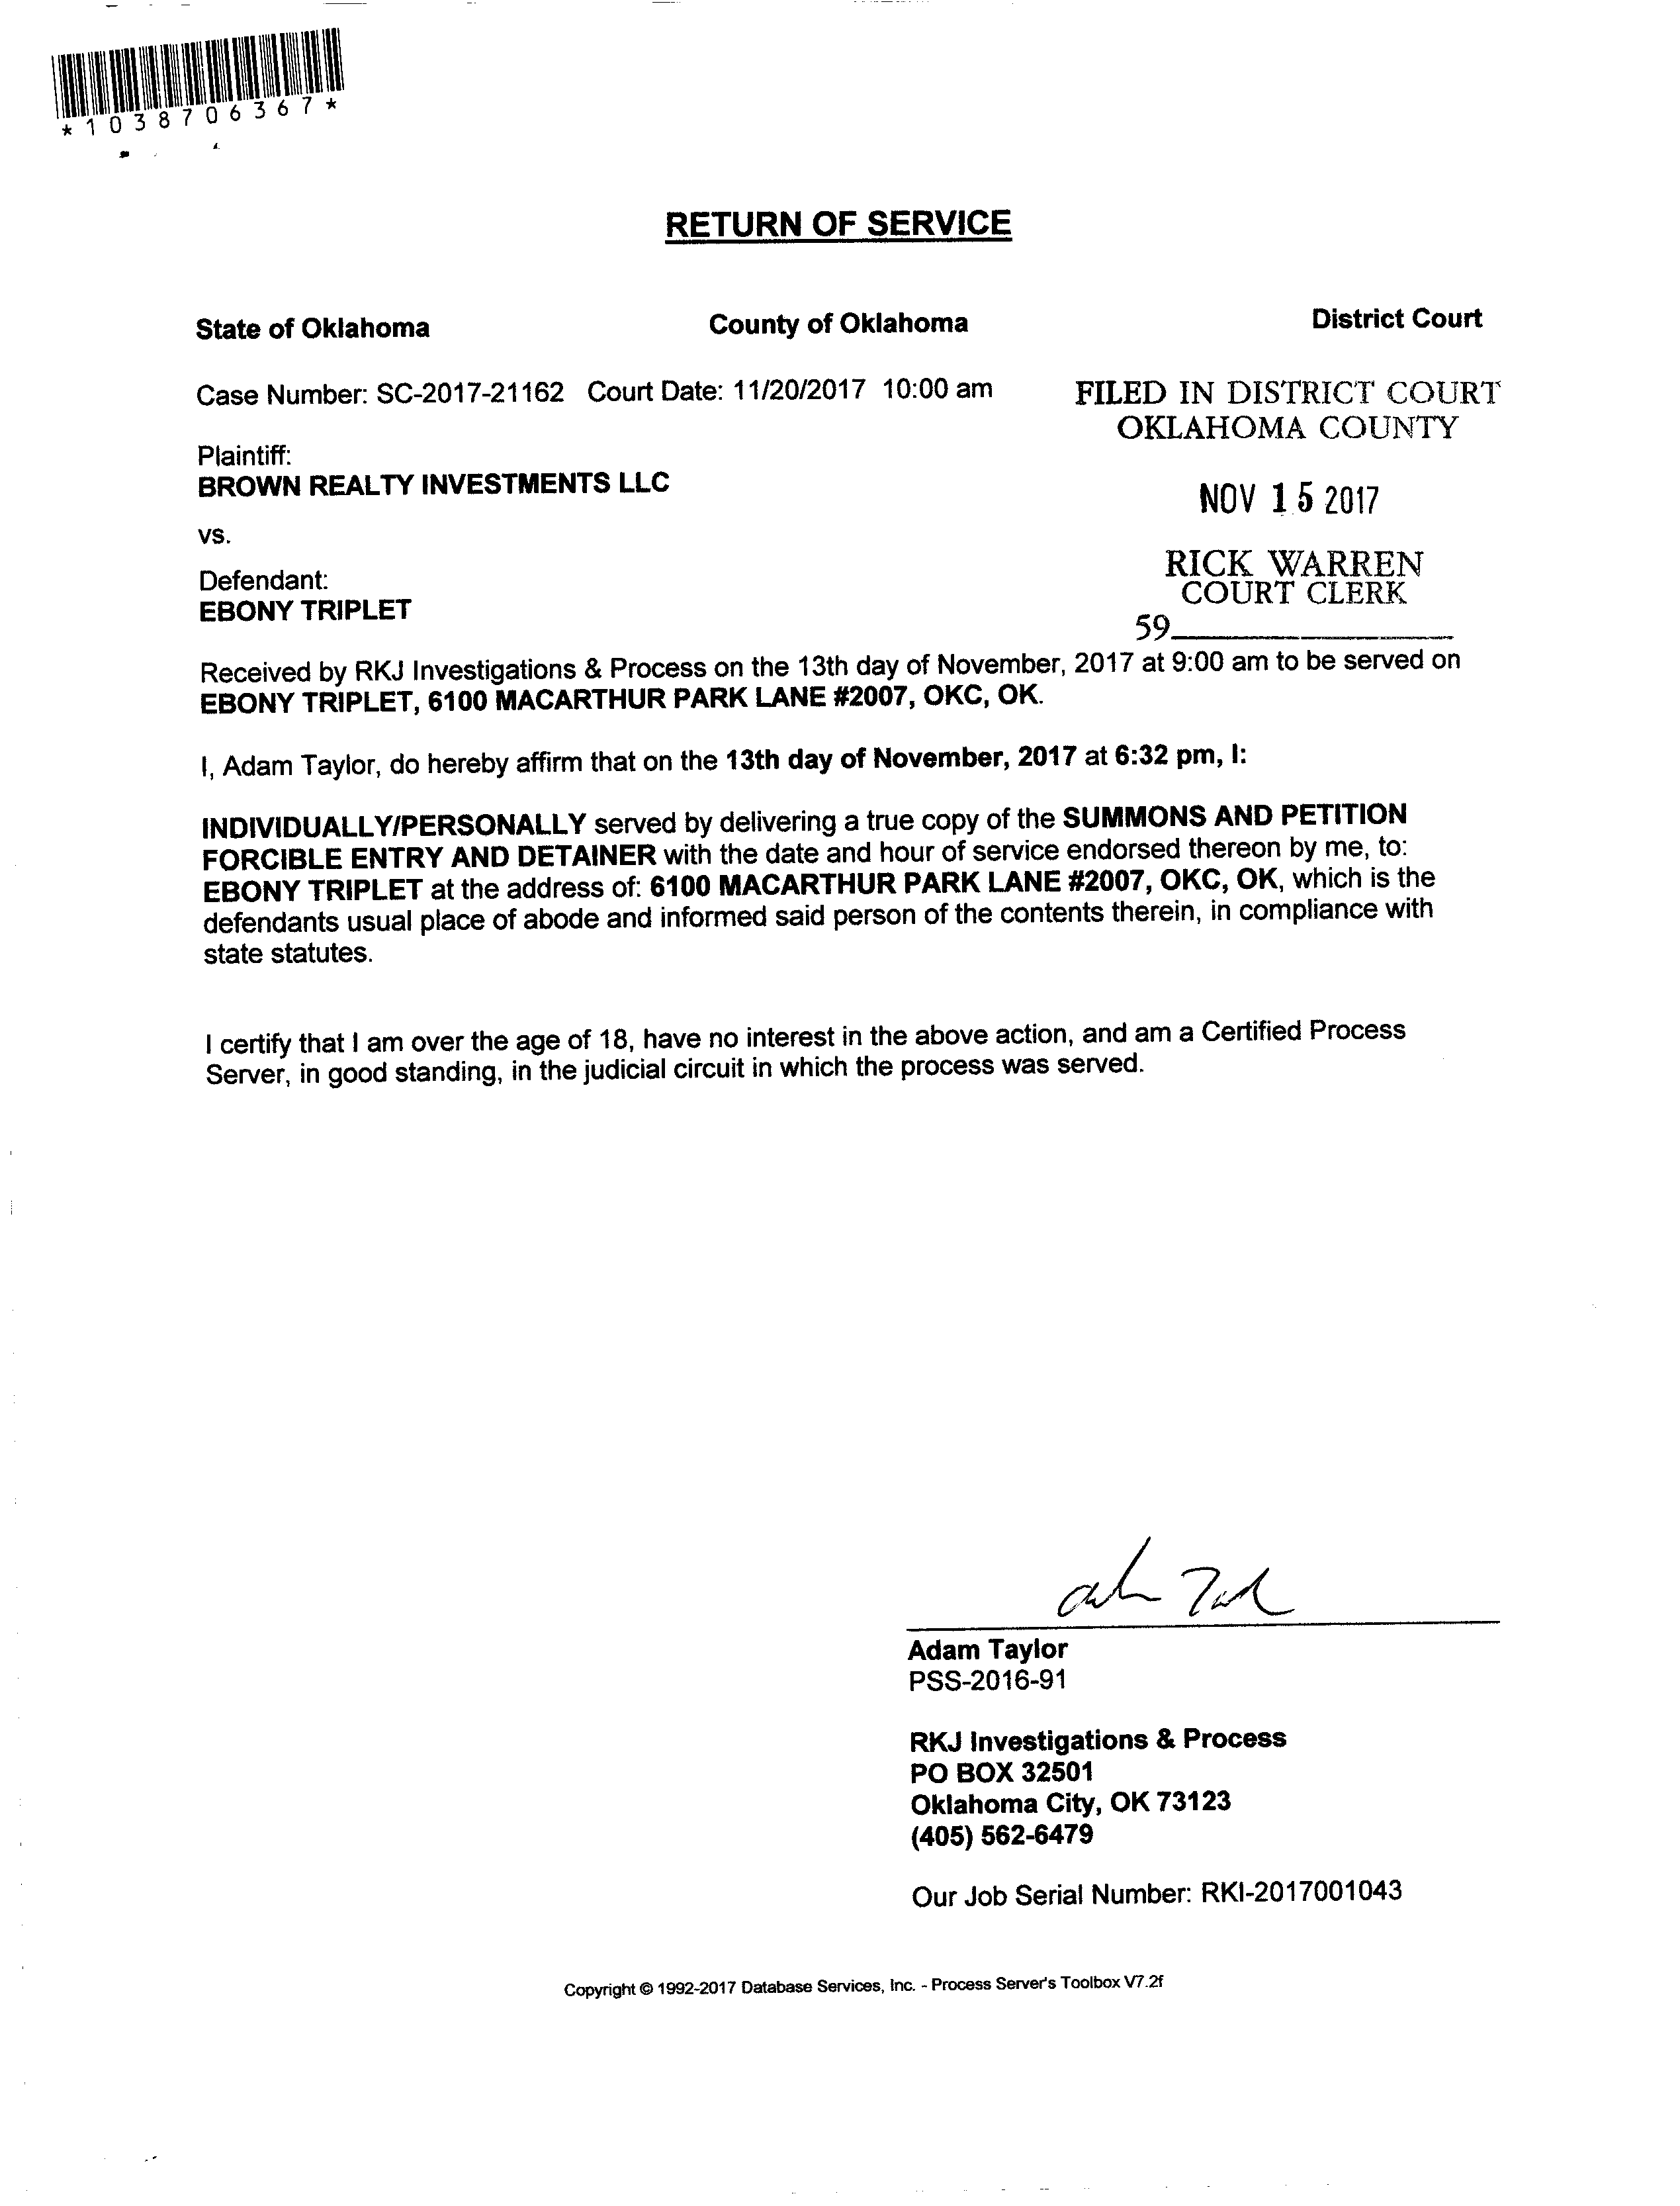 *1038706367*
RETURN OF SERVICE
State of Oklahoma County of Oklahoma District Court
Case Number: SC-2017-21162 Court Date: 11/20/2017 10:00 am
FILED IN DISTRICT COURT
OKLAHOMA COUNTY
Plaintiff:
BROWN REALTY INVESTMENTS LLC
NOV 15 2017
vs.
RICK WARREN
COURT CLERK
Defendant:
EBONY TRIPLET
59
Received by RKJ Investigations & Process on the 13th day of November, 2017 at 9:00 am to be served on
EBONY TRIPLET, 6100 MACARTHUR PARK LANE #2007, OKC, OK.
I, Adam Taylor, do hereby affirm that on the 13th day of November, 2017 at 6:32 pm, I:
INDIVIDUALLY/PERSONALLY served by delivering a true copy of the SUMMONS AND PETITION
FORCIBLE ENTRY AND DETAINER with the date and hour of service endorsed thereon by me, to:
EBONY TRIPLET at the address of: 6100 MACARTHUR PARK LANE #2007, OKC, OK, which is the
defendants usual place of abode and informed said person of the contents therein, in compliance with
state statutes.
I certify that I am over the age of 18, have no interest in the above action, and am a Certified Process
Server, in good standing, in the judicial circuit in which the process was served.
Adam Taylor
PSS-2016-91
RKJ Investigations & Process
PO BOX 32501
Oklahoma City, OK 73123
(405) 562-6479
Our Job Serial Number: RKI-2017001043
Copyright © 1992-2017 Database Services, Inc. - Process Server's Toolbox V7.2f